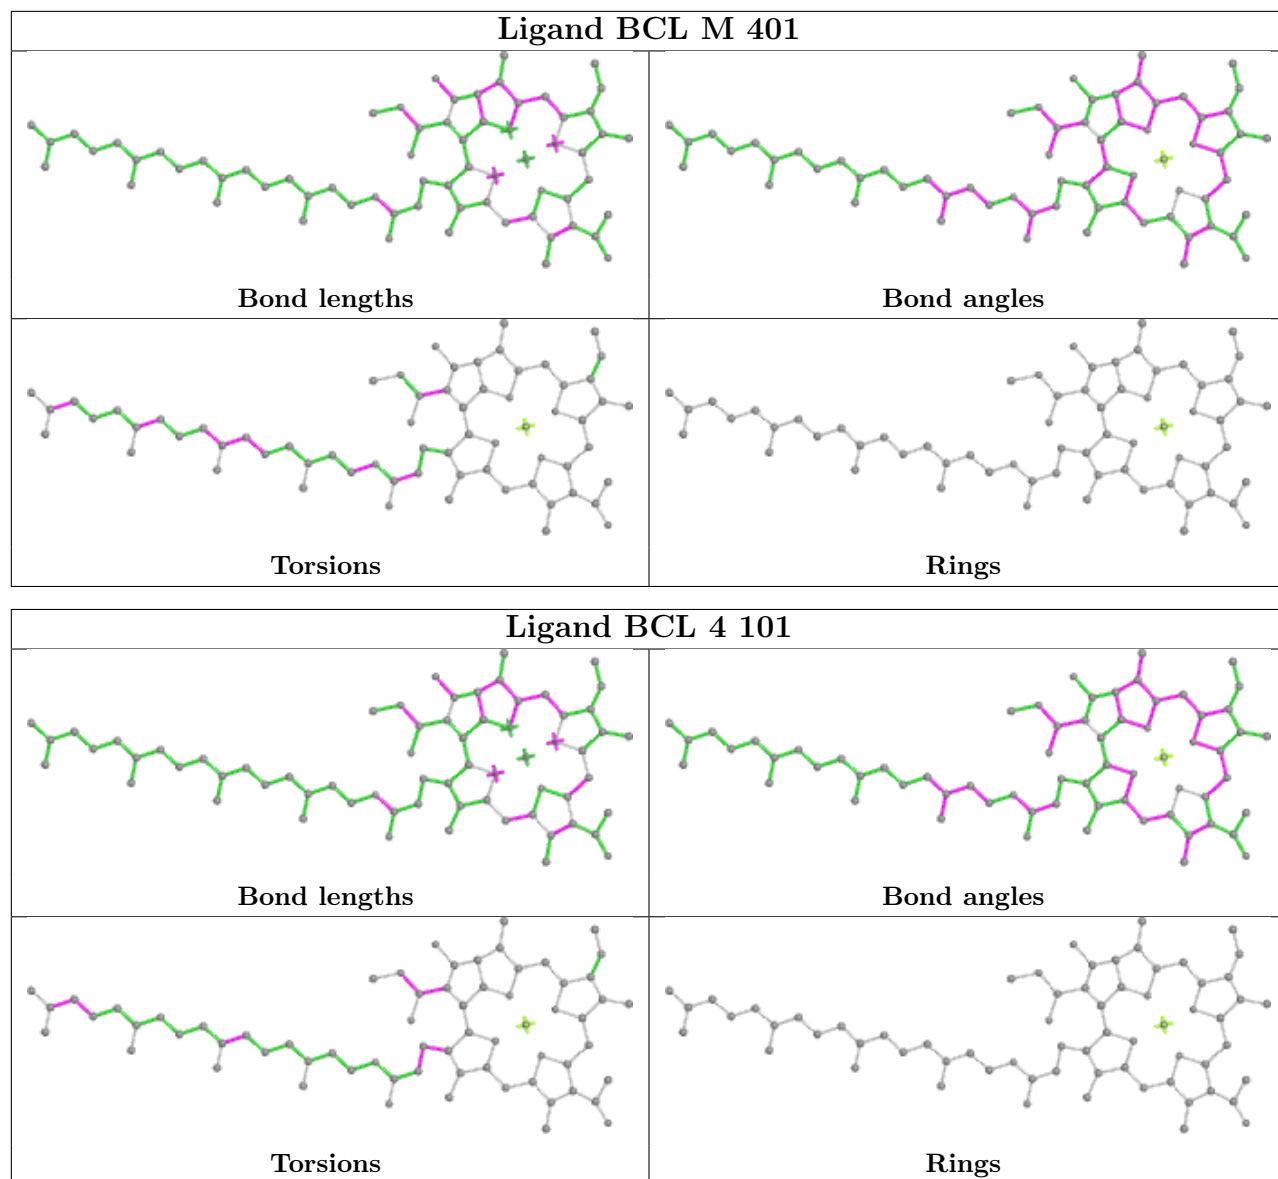 Ligand BCL M 401
Bond lengths
Bond angles
Torsions
Rings
Ligand BCL 4 101
Bond lengths
Bond angles
Torsions
Rings